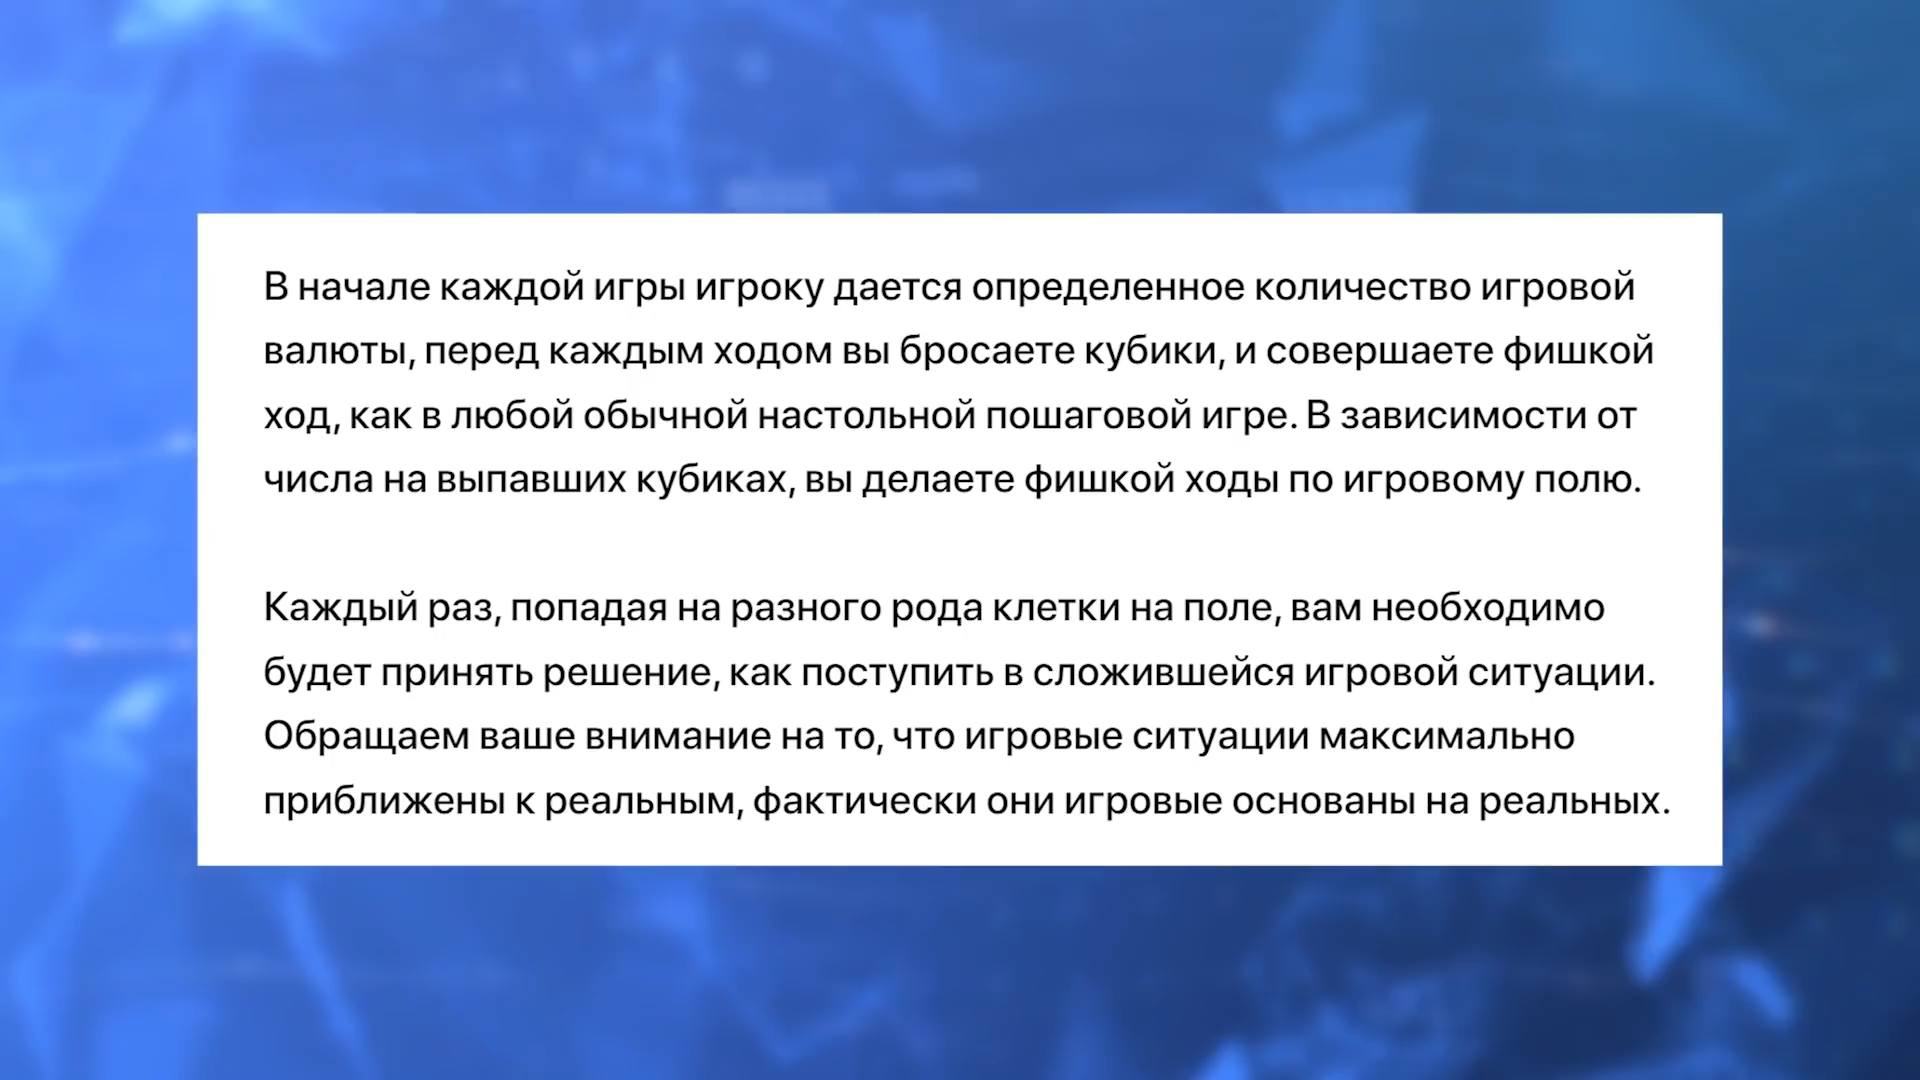 В начале каждой игры игроку дается определенное количество игровой
валюты, перед каждым ходом вы бросаете кубики, и совершаете фишкой
ход, как в любой обычной настольной пошаговой игре. В зависимости от
числа на выпавших кубиках, вы делаете фишкой ходы по игровому полю.
Каждый раз, попадая на разного рода клетки на поле, вам необходимо
будет принять решение, как поступить в сложившейся игровой ситуации.
Обращаем ваше внимание на то, что игровые ситуации максимально
приближены к реальным, фактически они игровые основаны на реальных.